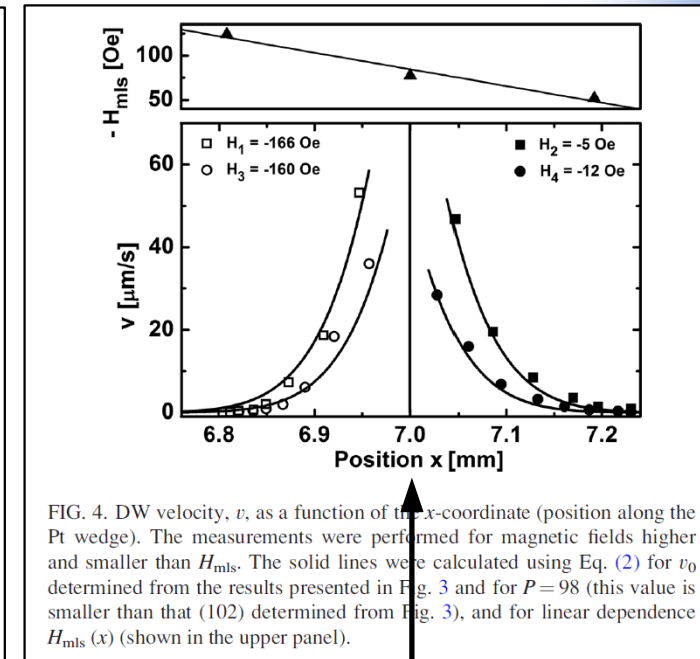 - H_mls [Oe]
100
50
H₁ = -166 Oe
H₃ = -160 Oe
H₂ = -5 Oe
H₄ = -12 Oe
v [μm/s]
60
40
20
0
6.8 6.9 7.0 7.1 7.2
Position x [mm]
FIG. 4. DW velocity, v, as a function of the x-coordinate (position along the
Pt wedge). The measurements were performed for magnetic fields higher
and smaller than H_mls. The solid lines were calculated using Eq. (2) for v₀
determined from the results presented in Fig. 3 and for P = 98 (this value is
smaller than that (102) determined from Fig. 3), and for linear dependence
H_mls (x) (shown in the upper panel).